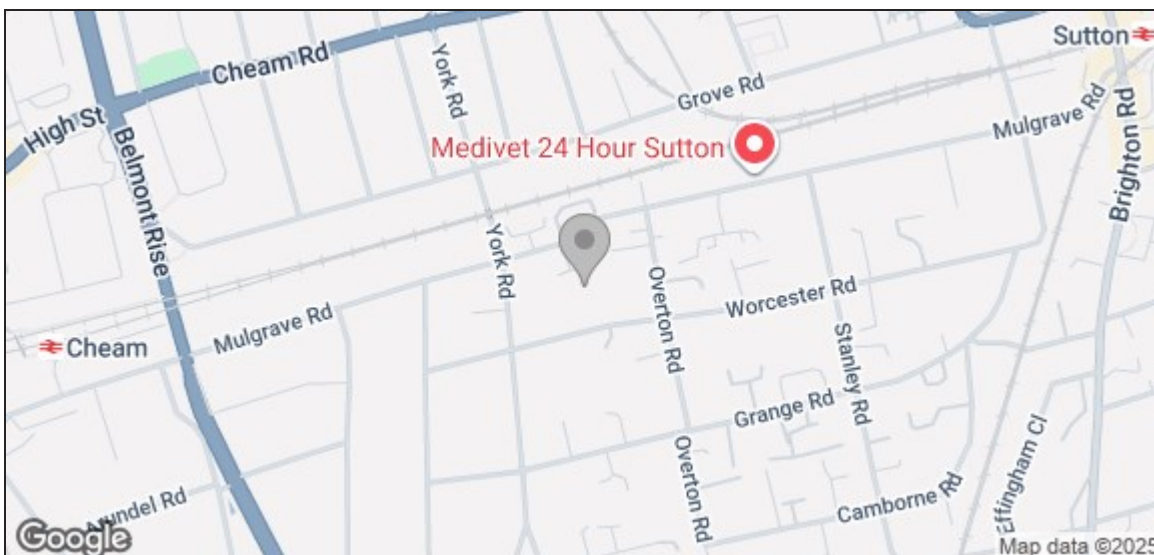 Sutton
Cheam Rd
York Rd
Grove Rd
High St
Mulgrave Rd
Medivet 24 Hour Sutton
Belmont Rise
Brighton Rd
York Rd
Overton Rd
Worcester Rd
Mulgrave Rd
Cheam
Stanley Rd
Grange Rd
Effingham Cl
Overton Rd
Camborne Rd
Arundel Rd
Google
Map data ©2025